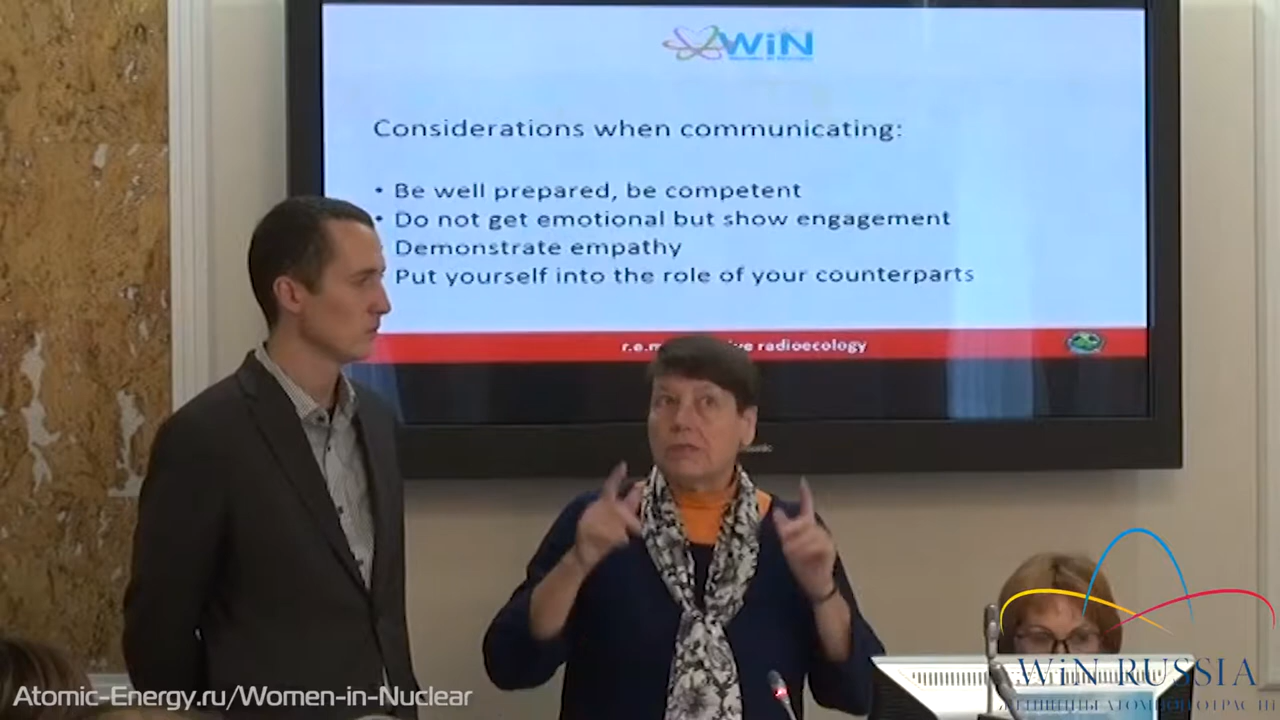 WiN
Considerations when communicating:
• Be well prepared, be competent
• Do not get emotional but show engagement
Demonstrate empathy
Put yourself into the role of your counterparts
radioecology
WiN RUSSIA
Atomic-Energy.ru/Women-in-Nuclear